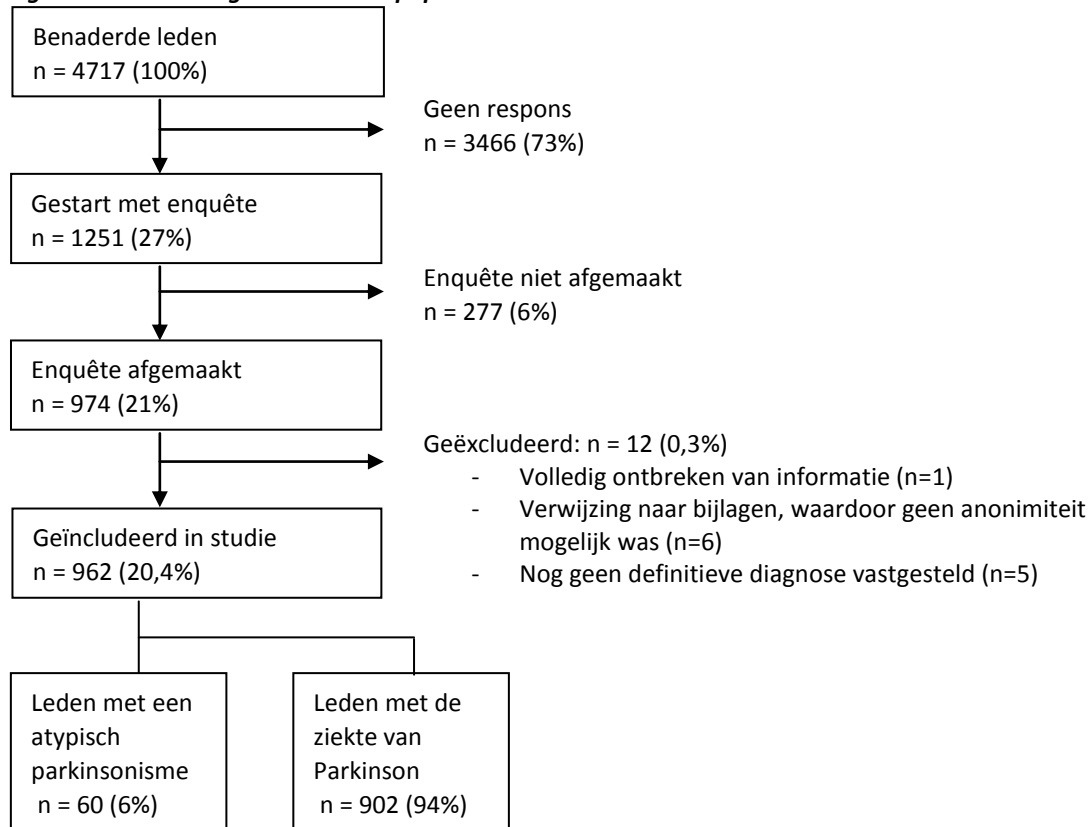 Benaderde leden
n = 4717 (100%)
Geen respons
n = 3466 (73%)
Gestart met enquête
n = 1251 (27%)
Enquête niet afgemaakt
n = 277 (6%)
Enquête afgemaakt
n = 974 (21%)
Geëxcludeerd: n = 12 (0,3%)
- Volledig ontbreken van informatie (n=1)
- Verwijzing naar bijlagen, waardoor geen anonimiteit
mogelijk was (n=6)
- Nog geen definitieve diagnose vastgesteld (n=5)
Geïncludeerd in studie
n = 962 (20,4%)
Leden met een
atypisch
parkinsonisme
n = 60 (6%)
Leden met de
ziekte van
Parkinson
n = 902 (94%)